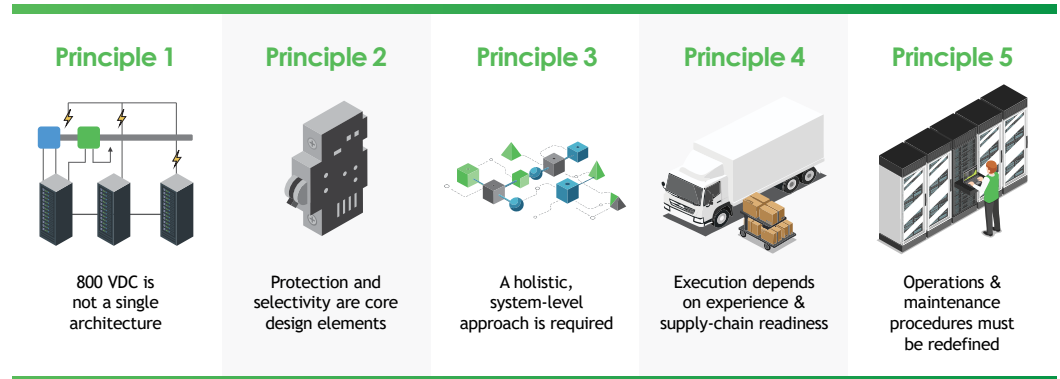 Principle 1
800 VDC is
not a single
architecture
Principle 2
Protection and
selectivity are core
design elements
Principle 3
A holistic,
system-level
approach is required
Principle 4
Execution depends
on experience &
supply-chain readiness
Principle 5
Operations &
maintenance
procedures must
be redefined